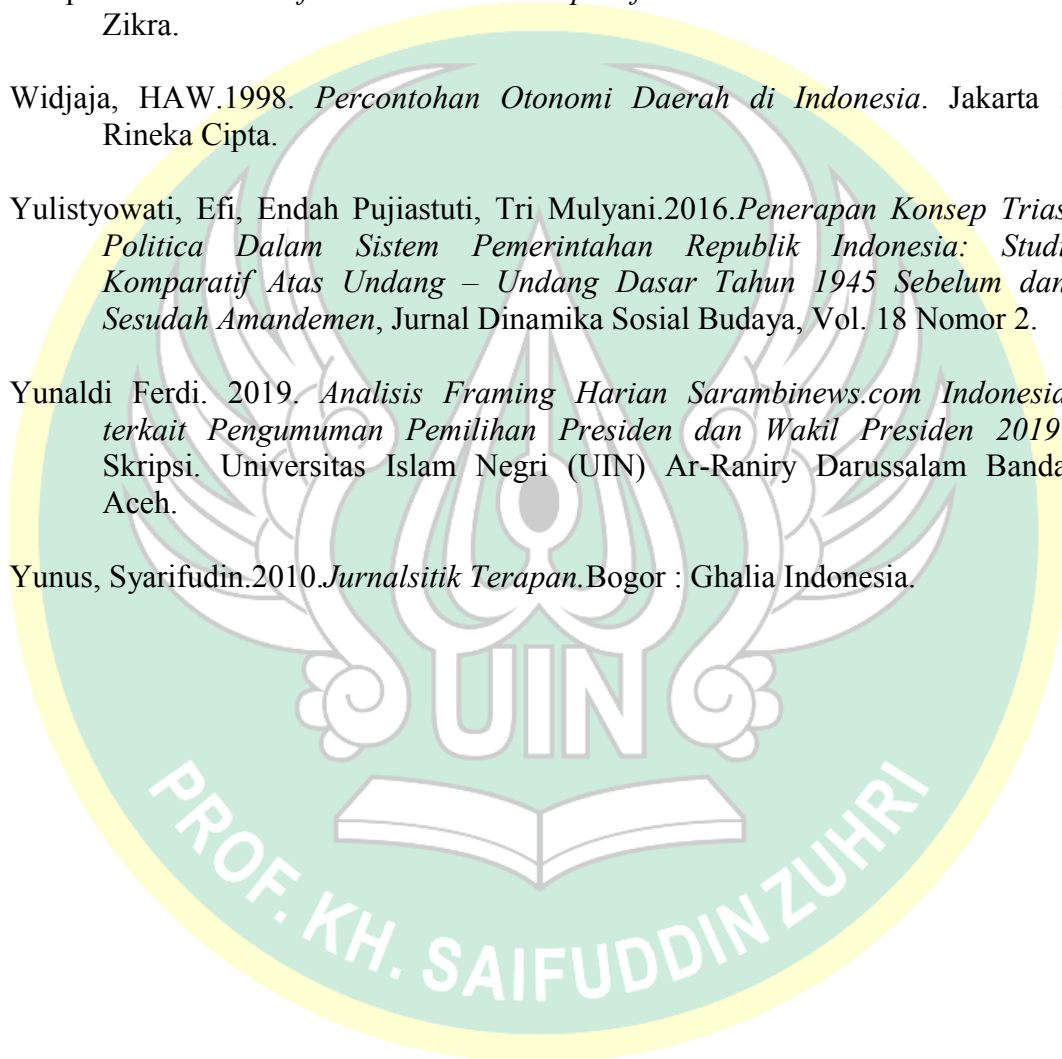 Zikra.
Widjaja, HAW.1998. Percontohan Otonomi Daerah di Indonesia. Jakarta
Rineka Cipta.
Yulistyowati, Efi, Endah Pujiastuti, Tri Mulyani.2016.Penerapan Konsep Trias
Politica Dalam Sistem Pemerintahan Republik Indonesia: Studi
Komparatif Atas Undang – Undang Dasar Tahun 1945 Sebelum dan
Sesudah Amandemen, Jurnal Dinamika Sosial Budaya, Vol. 18 Nomor 2.
Yunaldi Ferdi. 2019. Analisis Framing Harian Sarambinews.com Indonesia
terkait Pengumuman Pemilihan Presiden dan Wakil Presiden 2019
Skripsi. Universitas Islam Negri (UIN) Ar-Raniry Darussalam Banda
Aceh.
Yunus, Syarifudin.2010.Jurnalsitik Terapan.Bogor : Ghalia Indonesia.
UIN
PROF. KH. SAIFUDDIN ZUHRI